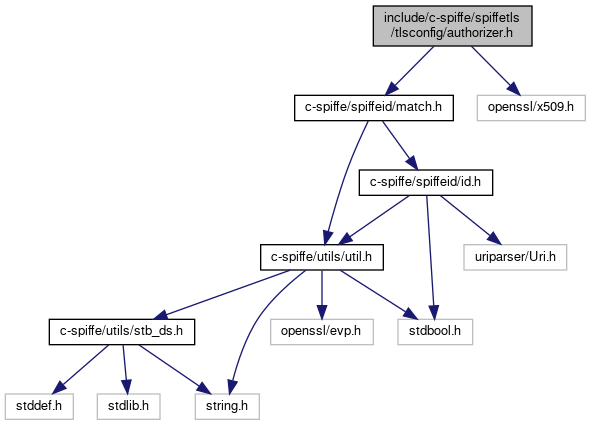 include/c-spiffe/spiffetls
/tlsconfig/authorizer.h
c-spiffe/spiffeid/match.h
openssl/x509.h
c-spiffe/spiffeid/id.h
c-spiffe/utils/util.h
uriparser/Uri.h
c-spiffe/utils/stb_ds.h
openssl/evp.h
stdbool.h
stddef.h
stdlib.h
string.h